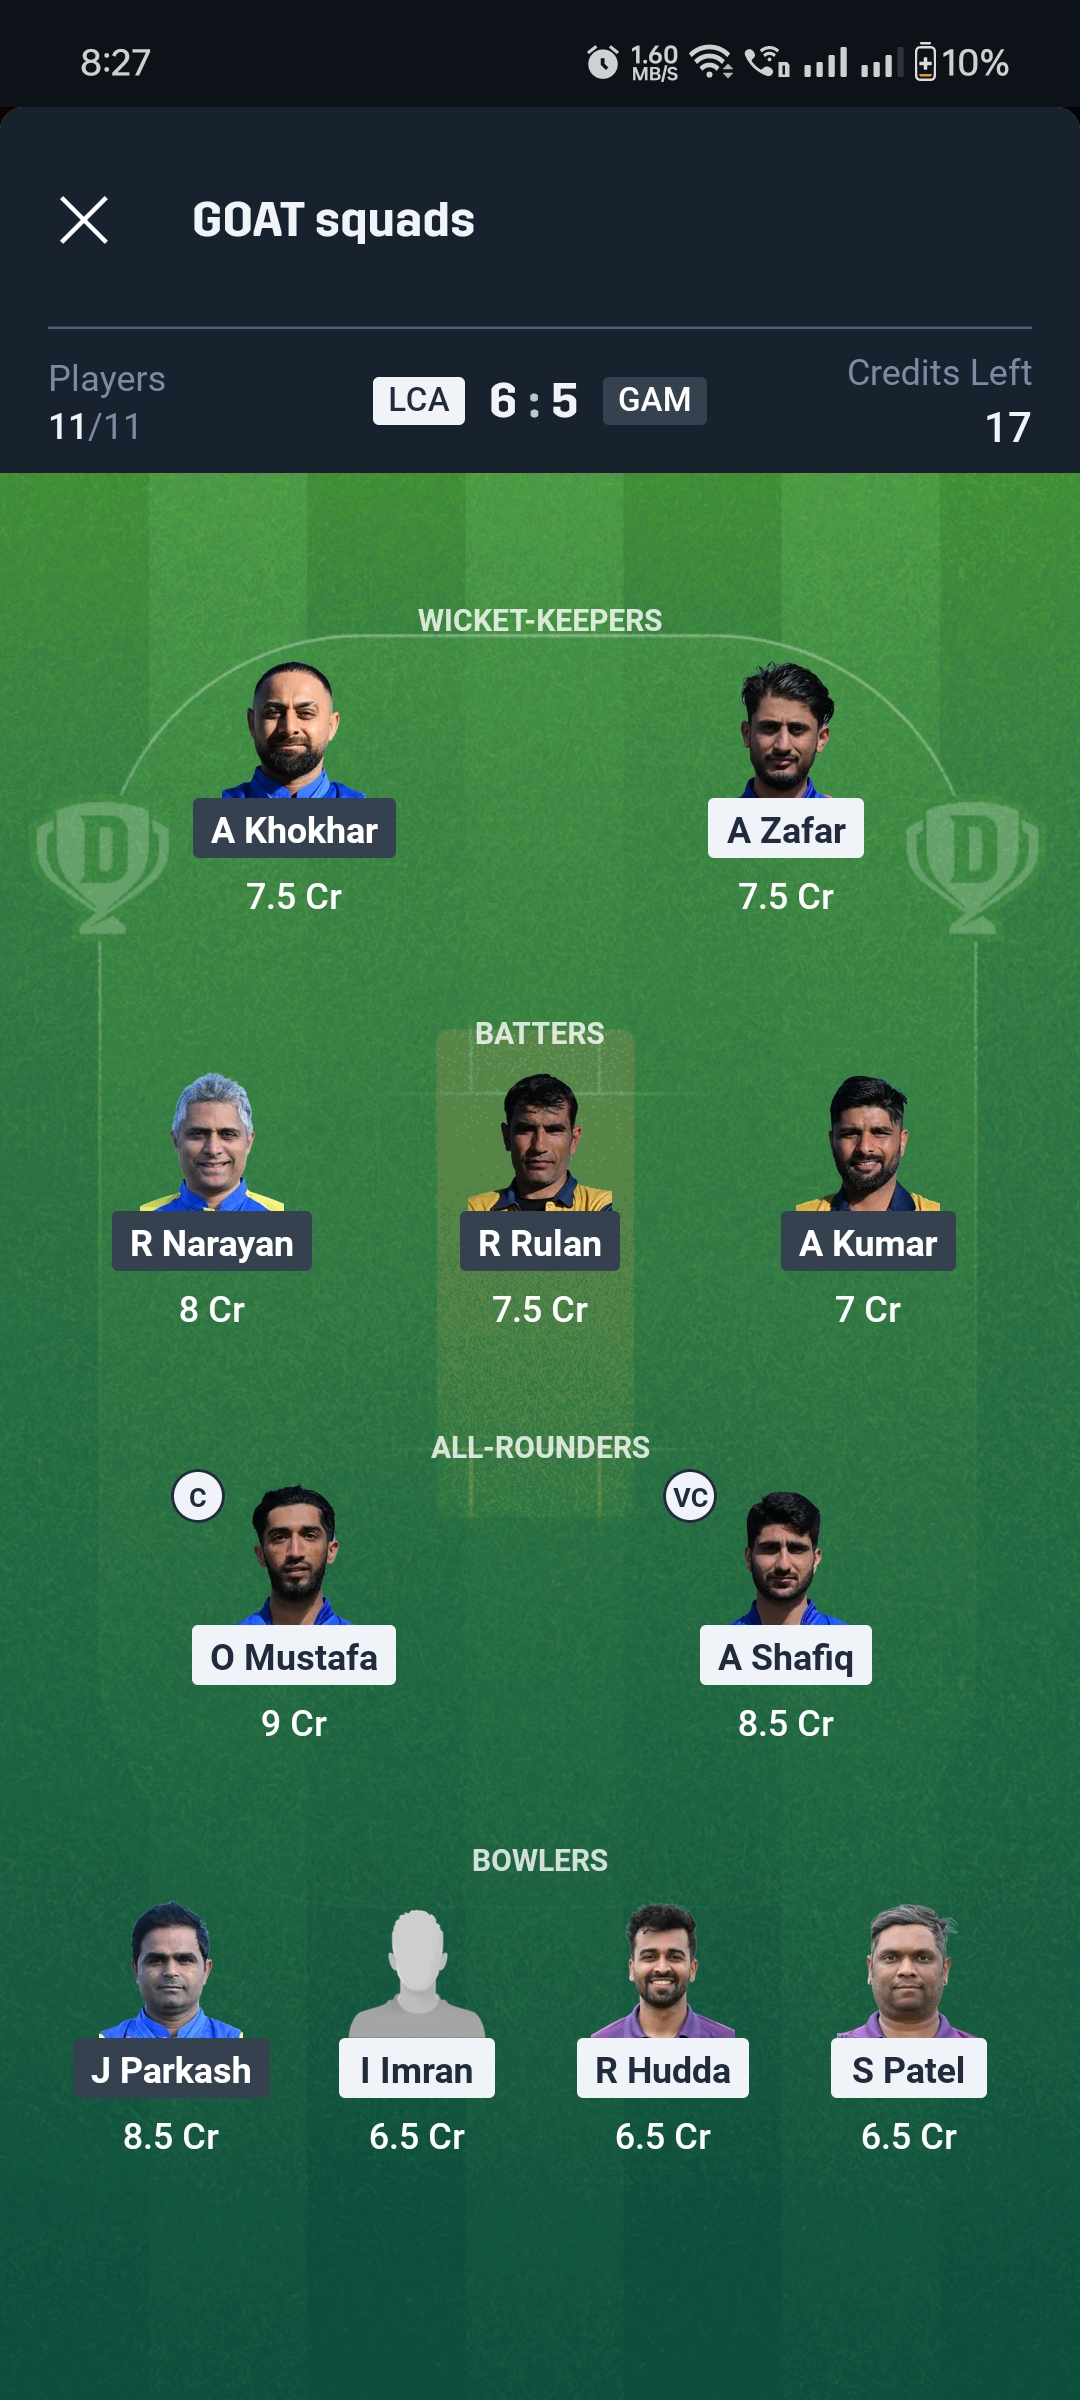 8:27
1.60
MB/S
10%
GOAT squads
Players
11/11
LCA 6 : 5 GAM
Credits Left
17
WICKET-KEEPERS
A Khokhar
7.5 Cr
A Zafar
7.5 Cr
D D
BATTERS
R Narayan
8 Cr
R Rulan
7.5 Cr
A Kumar
7 Cr
ALL-ROUNDERS
C
O Mustafa
9 Cr
VC
A Shafiq
8.5 Cr
BOWLERS
J Parkash
8.5 Cr
I Imran
6.5 Cr
R Hudda
6.5 Cr
S Patel
6.5 Cr